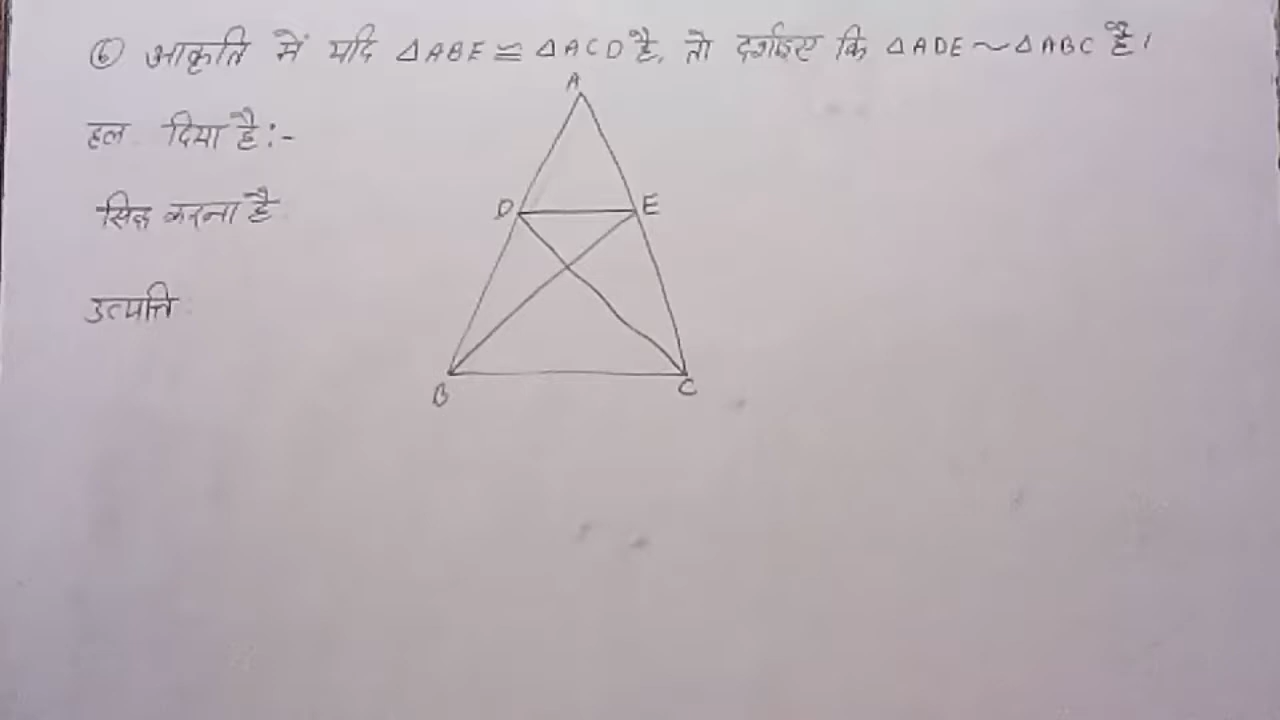 ⑥ आकृति में यदि △ABE ≅ △ACD है, तो दर्शाइए कि △ADE ~ △ABC है।
A
हल दिया है:-
D E
सिद्ध करना है
उत्पत्ति
B C